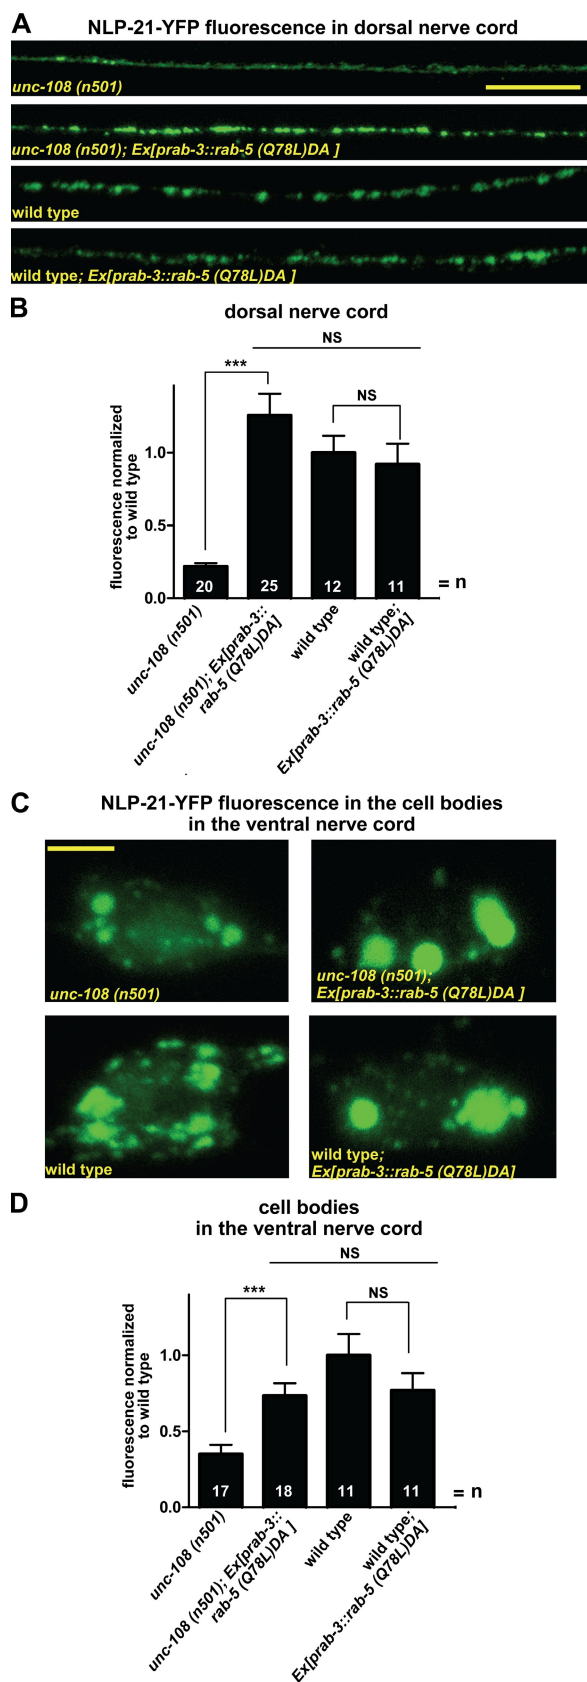 A
NLP-21-YFP fluorescence in dorsal nerve cord
unc-108 (n501)
unc-108 (n501); Ex[prab-3::rab-5 (Q78L)DA ]
wild type
wild type; Ex[prab-3::rab-5 (Q78L)DA ]
B
dorsal nerve cord
NS
***
NS
fluorescence normalized
to wild type
1.0
0.5
0.0
20
25
12
11
= n
unc-108 (n501)
unc-108 (n501); Ex[prab-3::
rab-5 (Q78L)DA]
wild type
wild type;
Ex[prab-3::rab-5 (Q78L)DA]
C
NLP-21-YFP fluorescence in the cell bodies
in the ventral nerve cord
unc-108 (n501)
unc-108 (n501);
Ex[prab-3::rab-5 (Q78L)DA ]
wild type
wild type;
Ex[prab-3::rab-5 (Q78L)DA]
D
cell bodies
in the ventral nerve cord
NS
***
NS
fluorescence normalized
to wild type
1.0
0.5
0.0
17
18
11
11
= n
unc-108 (n501)
unc-108 (n501); Ex[prab-3::
rab-5 (Q78L)DA ]
wild type
wild type;
Ex[prab-3::rab-5 (Q78L)DA]